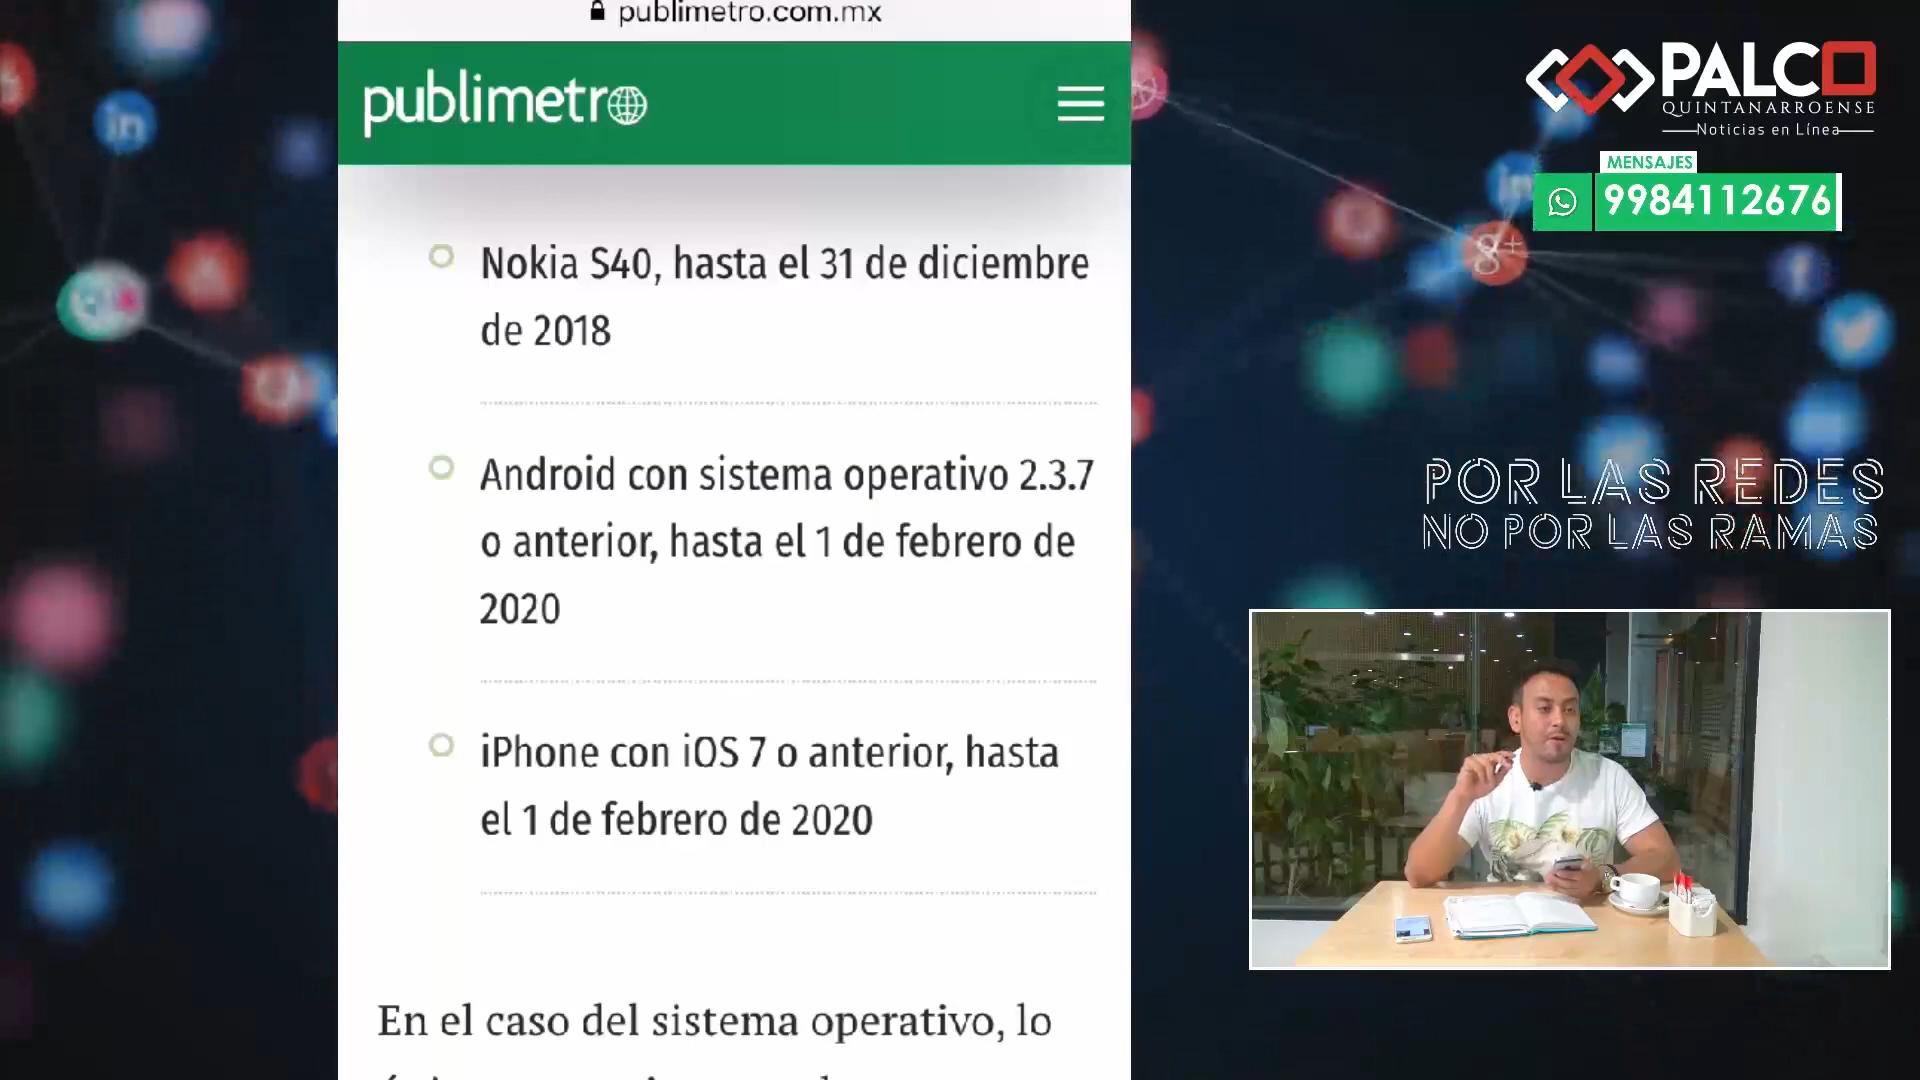 publimetro.com.mx
publimetro
Nokia S40, hasta el 31 de diciembre
de 2018
Android con sistema operativo 2.3.7
o anterior, hasta el 1 de febrero de
2020
iPhone con iOS 7 o anterior, hasta
el 1 de febrero de 2020
En el caso del sistema operativo, lo
PALCO
QUINTANARROENSE
Noticias en Línea
MENSAJES
9984112676
POR LAS REDES
NO POR LAS RAMAS
in
in
g+
f